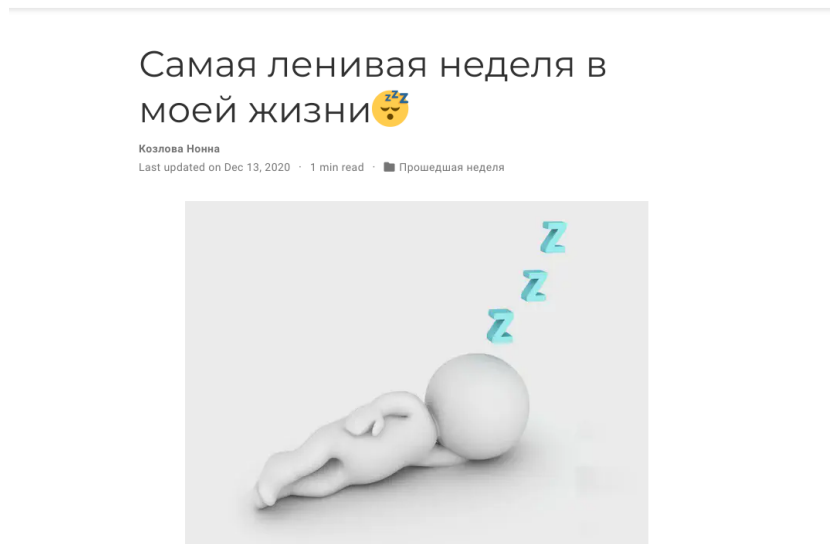 Самая ленивая неделя в
моей жизни😴
Козлова Нонна
Last updated on Dec 13, 2020 · 1 min read · Прошедшая неделя
Z
Z
Z